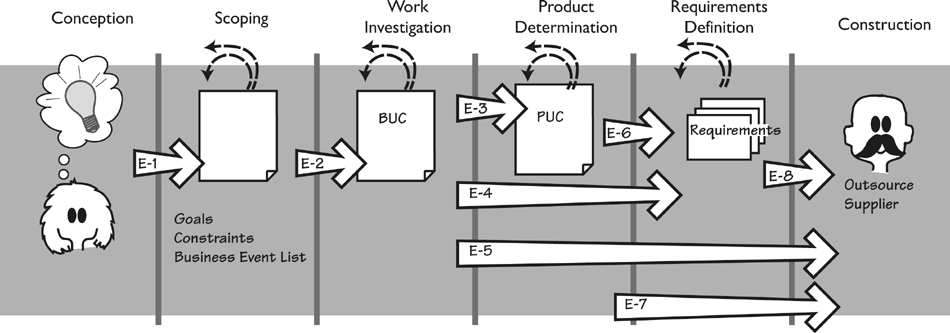 Conception
Scoping
Work
Investigation
Product
Determination
Requirements
Definition
Construction
E-1
E-2
BUC
E-3
PUC
E-6
Requirements
E-8
E-4
Outsource
Supplier
Goals
Constraints
Business Event List
E-5
E-7